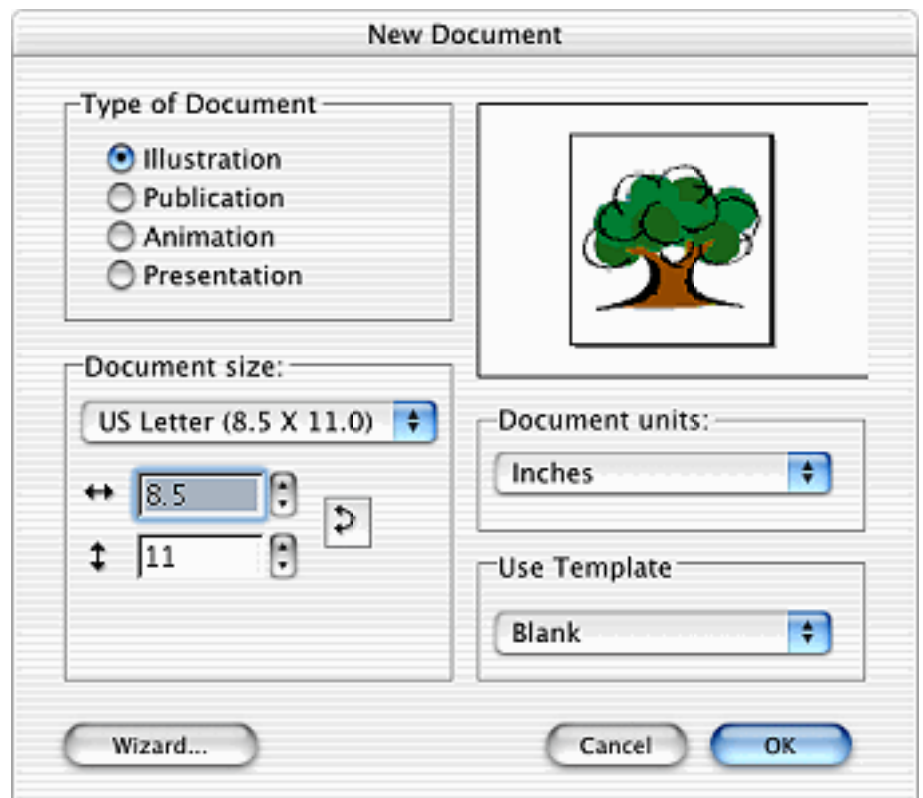 New Document
Type of Document
Illustration
Publication
Animation
Presentation
Document size:
US Letter (8.5 X 11.0)
8.5
11
Document units:
Inches
Use Template
Blank
Wizard...
Cancel
OK